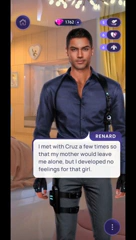 1762
RENARD
I met with Cruz a few times so
that my mother would leave
me alone, but I developed no
feelings for that girl.